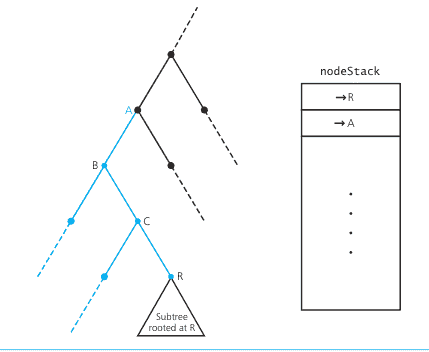 nodeStack
→R
→A
A
B
C
R
Subtree
rooted at R